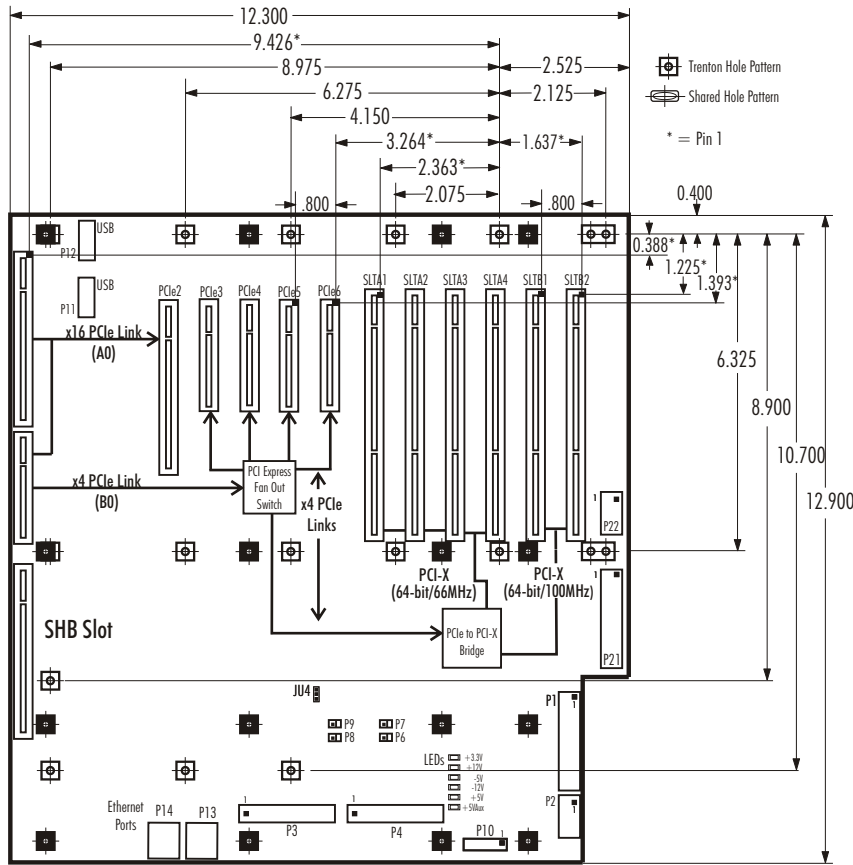 12.300
9.426*
8.975
2.525
Trenton Hole Pattern
6.275
2.125
Shared Hole Pattern
4.150
3.264*
1.637*
* = Pin 1
2.363*
2.075
.800
.800
0.400
USB
P12
0.388*
1.225*
1.393*
USB
P11
PCIe2
PCIe3
PCIe4
PCIe5
PCIe6
SLTA1
SLTA2
SLTA3
SLTA4
SLTB1
SLTB2
x16 PCIe Link
(A0)
6.325
8.900
10.700
12.900
PCI Express
Fan Out
Switch
x4 PCIe Link
(B0)
x4 PCIe
Links
1
P22
PCI-X
(64-bit/66MHz)
PCI-X
(64-bit/100MHz)
1
P21
SHB Slot
PCIe to PCI-X
Bridge
JU4
P1
1
P9
P7
P8
P6
LEDs
+3.3V
+12V
-5V
-12V
+5V
+5VAux
P2
1
Ethernet
Ports
P14
P13
1
P3
1
P4
P10
1